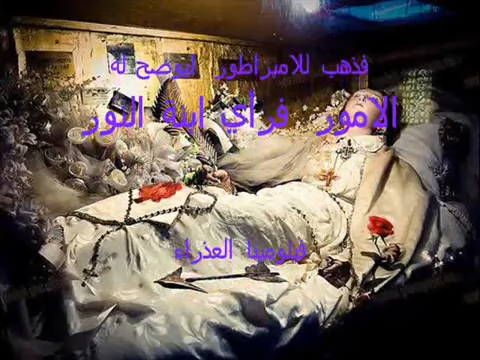 فذهب للامبراطور ليوضح له
الامور فرأي ابنة النور
فيلومينا العذراء